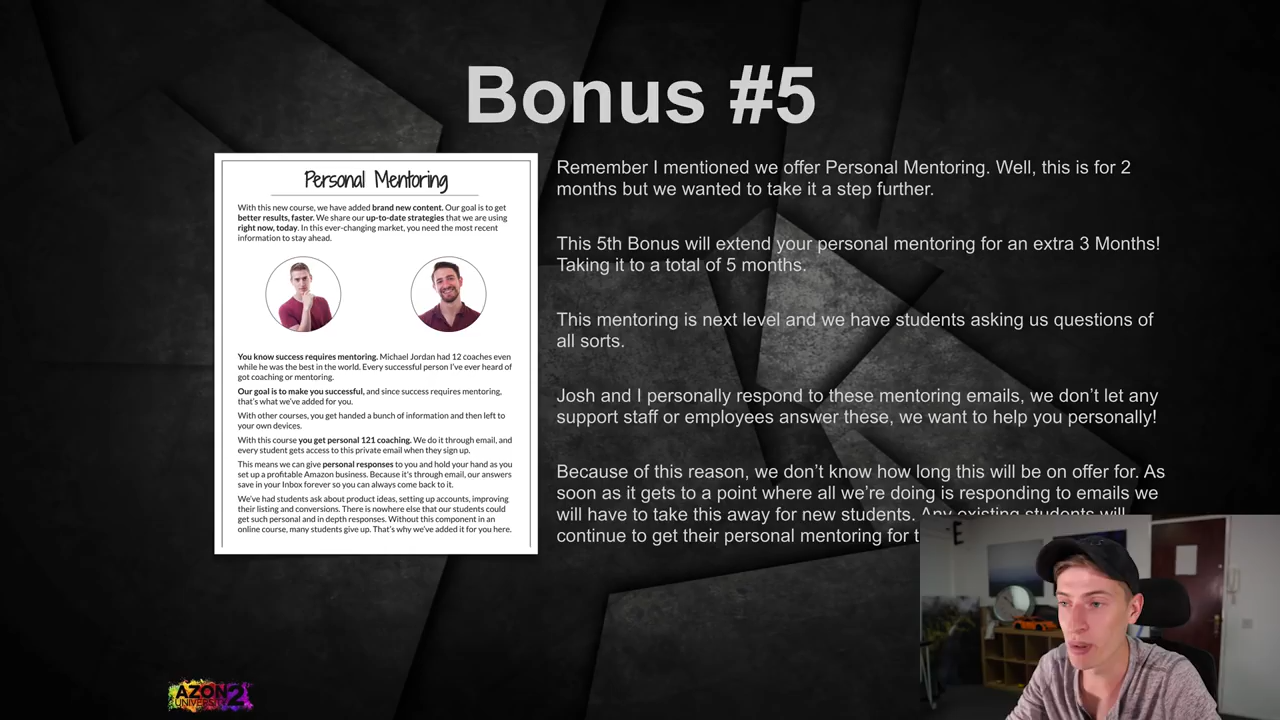 Bonus #5
Personal Mentoring
With this new course, we have added brand new content. Our goal is to get
better results, faster. We share our up-to-date strategies that we are using
right now, today. In this ever-changing market, you need the most recent
information to stay ahead.
You know success requires mentoring. Michael Jordan had 12 coaches even
while he was the best in the world. Every successful person I've ever heard of
got coaching or mentoring.
Our goal is to make you successful, and since success requires mentoring,
that's what we've added for you.
With other courses, you get handed a bunch of information and then left to
your own devices.
With this course you get personal 121 coaching. We do it through email, and
every student gets access to this private email when they sign up.
This means we can give personal responses to you and hold your hand as you
set up a profitable Amazon business. Because it's through email, our answers
save in your Inbox forever so you can always come back to it.
We've had students ask about product ideas, setting up accounts, improving
their listing and conversions. There is nowhere else that our students could
get such personal and in depth responses. Without this component in an
online course, many students give up. That's why we've added it for you here.
Remember I mentioned we offer Personal Mentoring. Well, this is for 2
months but we wanted to take it a step further.
This 5th Bonus will extend your personal mentoring for an extra 3 Months!
Taking it to a total of 5 months.
This mentoring is next level and we have students asking us questions of
all sorts.
Josh and I personally respond to these mentoring emails, we don't let any
support staff or employees answer these, we want to help you personally!
Because of this reason, we don't know how long this will be on offer for. As
soon as it gets to a point where all we're doing is responding to emails we
will have to take this away for new students. Any existing students will
continue to get their personal mentoring for
AZON
UNIVERSITY 2